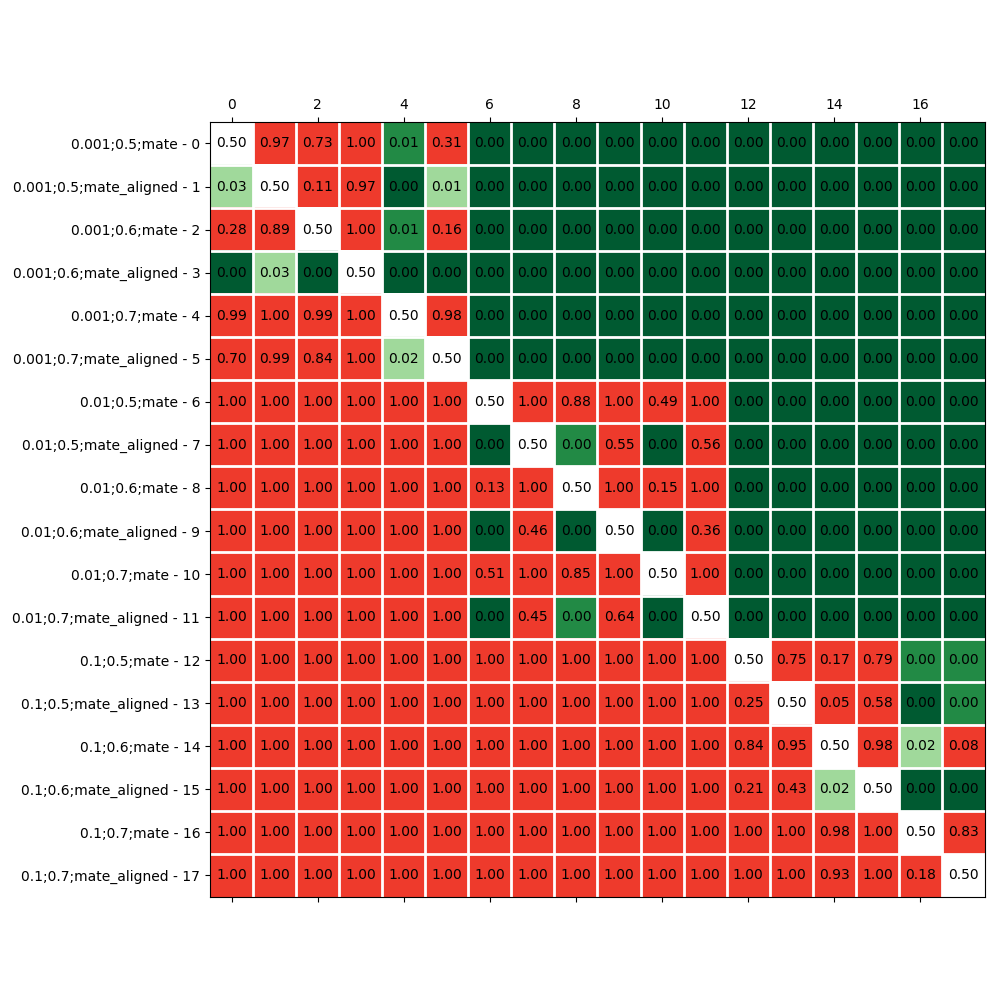 0 2 4 6 8 10 12 14 16
0.001;0.5;mate - 0 0.50 0.97 0.73 1.00 0.01 0.31 0.00 0.00 0.00 0.00 0.00 0.00 0.00 0.00 0.00 0.00 0.00 0.00
0.001;0.5;mate_aligned - 1 0.03 0.50 0.11 0.97 0.00 0.01 0.00 0.00 0.00 0.00 0.00 0.00 0.00 0.00 0.00 0.00 0.00 0.00
0.001;0.6;mate - 2 0.28 0.89 0.50 1.00 0.01 0.16 0.00 0.00 0.00 0.00 0.00 0.00 0.00 0.00 0.00 0.00 0.00 0.00
0.001;0.6;mate_aligned - 3 0.00 0.03 0.00 0.50 0.00 0.00 0.00 0.00 0.00 0.00 0.00 0.00 0.00 0.00 0.00 0.00 0.00 0.00
0.001;0.7;mate - 4 0.99 1.00 0.99 1.00 0.50 0.98 0.00 0.00 0.00 0.00 0.00 0.00 0.00 0.00 0.00 0.00 0.00 0.00
0.001;0.7;mate_aligned - 5 0.70 0.99 0.84 1.00 0.02 0.50 0.00 0.00 0.00 0.00 0.00 0.00 0.00 0.00 0.00 0.00 0.00 0.00
0.01;0.5;mate - 6 1.00 1.00 1.00 1.00 1.00 1.00 0.50 1.00 0.88 1.00 0.49 1.00 0.00 0.00 0.00 0.00 0.00 0.00
0.01;0.5;mate_aligned - 7 1.00 1.00 1.00 1.00 1.00 1.00 0.00 0.50 0.00 0.55 0.00 0.56 0.00 0.00 0.00 0.00 0.00 0.00
0.01;0.6;mate - 8 1.00 1.00 1.00 1.00 1.00 1.00 0.13 1.00 0.50 1.00 0.15 1.00 0.00 0.00 0.00 0.00 0.00 0.00
0.01;0.6;mate_aligned - 9 1.00 1.00 1.00 1.00 1.00 1.00 0.00 0.46 0.00 0.50 0.00 0.36 0.00 0.00 0.00 0.00 0.00 0.00
0.01;0.7;mate - 10 1.00 1.00 1.00 1.00 1.00 1.00 0.51 1.00 0.85 1.00 0.50 1.00 0.00 0.00 0.00 0.00 0.00 0.00
0.01;0.7;mate_aligned - 11 1.00 1.00 1.00 1.00 1.00 1.00 0.00 0.45 0.00 0.64 0.00 0.50 0.00 0.00 0.00 0.00 0.00 0.00
0.1;0.5;mate - 12 1.00 1.00 1.00 1.00 1.00 1.00 1.00 1.00 1.00 1.00 1.00 1.00 0.50 0.75 0.17 0.79 0.00 0.00
0.1;0.5;mate_aligned - 13 1.00 1.00 1.00 1.00 1.00 1.00 1.00 1.00 1.00 1.00 1.00 1.00 0.25 0.50 0.05 0.58 0.00 0.00
0.1;0.6;mate - 14 1.00 1.00 1.00 1.00 1.00 1.00 1.00 1.00 1.00 1.00 1.00 1.00 0.84 0.95 0.50 0.98 0.02 0.08
0.1;0.6;mate_aligned - 15 1.00 1.00 1.00 1.00 1.00 1.00 1.00 1.00 1.00 1.00 1.00 1.00 0.21 0.43 0.02 0.50 0.00 0.00
0.1;0.7;mate - 16 1.00 1.00 1.00 1.00 1.00 1.00 1.00 1.00 1.00 1.00 1.00 1.00 1.00 1.00 0.98 1.00 0.50 0.83
0.1;0.7;mate_aligned - 17 1.00 1.00 1.00 1.00 1.00 1.00 1.00 1.00 1.00 1.00 1.00 1.00 1.00 1.00 0.93 1.00 0.18 0.50